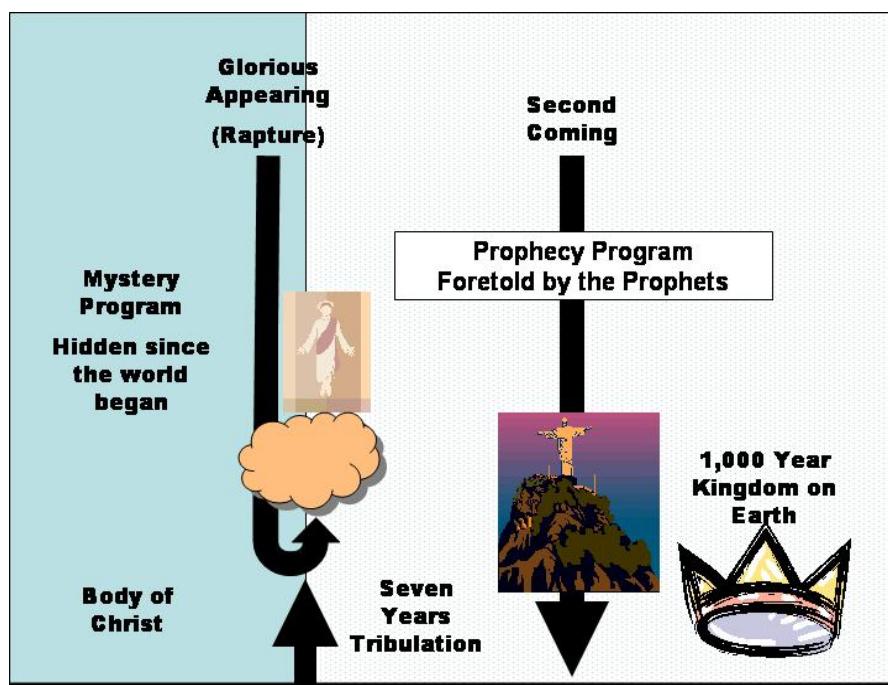 Glorious
Appearing
(Rapture)
Second
Coming
Prophecy Program
Foretold by the Prophets
Mystery
Program
Hidden since
the world
began
1,000 Year
Kingdom on
Earth
Body of
Christ
Seven
Years
Tribulation